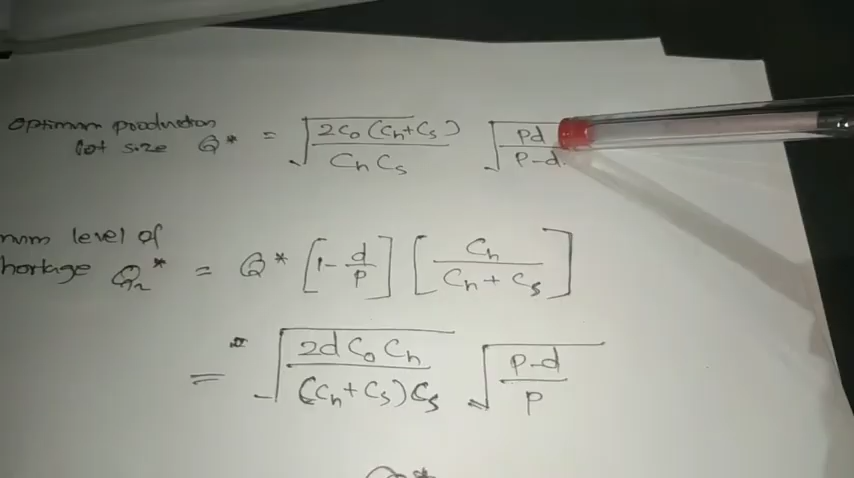 optimum production
lot size Q* = √(2C₀(Cₕ+Cₛ) / CₕCₛ) √(pd / p-d)
mum level of
hortage Q₂* = Q* [1 - d/p] [Cₕ / Cₕ + Cₛ]
= √(2dC₀Cₕ / (Cₕ+Cₛ)Cₛ) √(p-d / p)